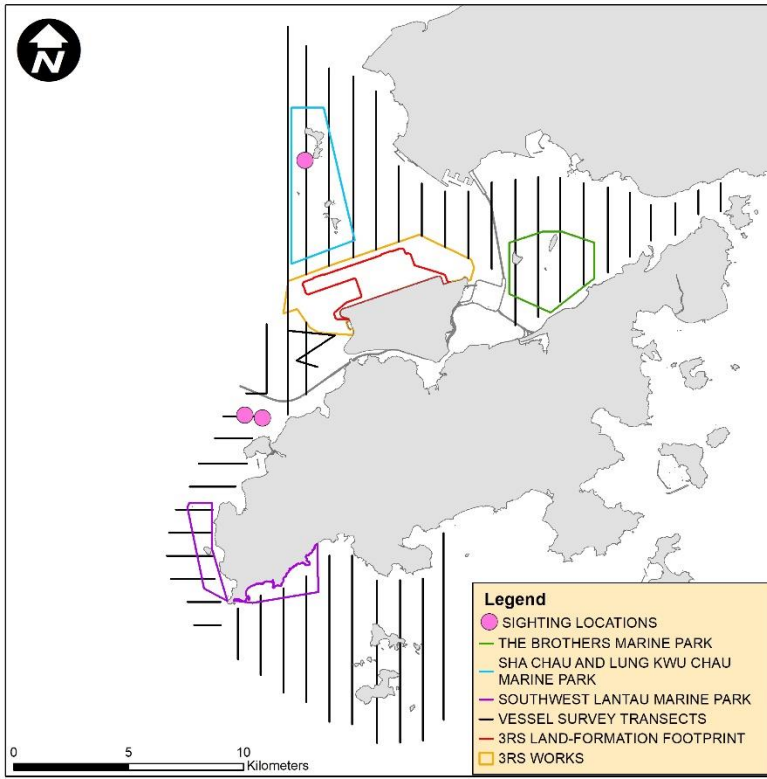 N
Legend
SIGHTING LOCATIONS
THE BROTHERS MARINE PARK
SHA CHAU AND LUNG KWU CHAU
MARINE PARK
SOUTHWEST LANTAU MARINE PARK
VESSEL SURVEY TRANSECTS
3RS LAND-FORMATION FOOTPRINT
3RS WORKS
0 5 10
Kilometers